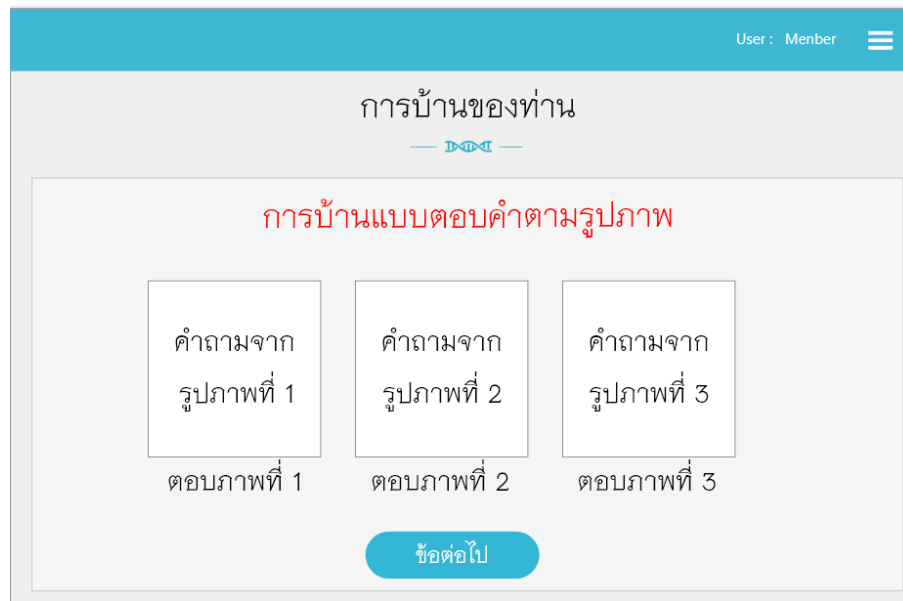 User : Menber
การบ้านของท่าน
การบ้านแบบตอบคำตามรูปภาพ
คำถามจาก
รูปภาพที่ 1
คำถามจาก
รูปภาพที่ 2
คำถามจาก
รูปภาพที่ 3
ตอบภาพที่ 1
ตอบภาพที่ 2
ตอบภาพที่ 3
ข้อต่อไป